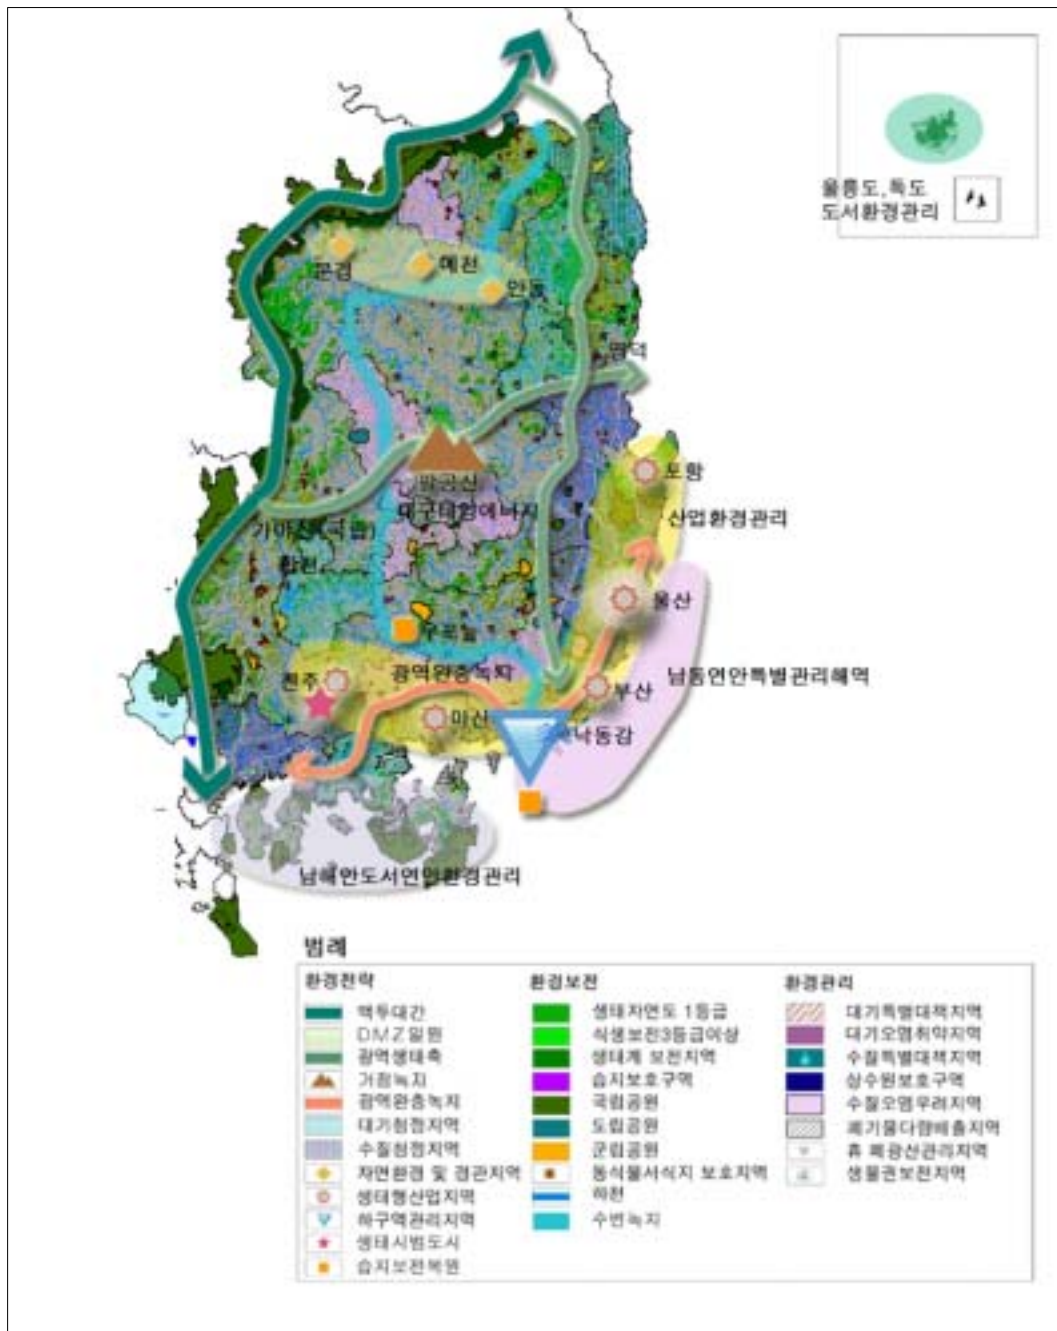 울릉도,독도
도서환경관리
문경
예천
안동
영덕
포항
팔공산
대구태양에너지
산업환경관리
가야산(국립)
합천
울산
우포늪
광역완충녹지
남동연안특별관리해역
진주
부산
마산
낙동강
남해안도서연안환경관리
범례
환경전략 환경보전 환경관리
백두대간 생태자연도 1등급 대기특별대책지역
D.M.Z 일원 식생보전3등급이상 대기오염취약지역
광역생태축 생태계 보전지역 수질특별대책지역
거점녹지 습지보호구역 상수원보호구역
광역완충녹지 국립공원 수질오염우려지역
대기청정지역 도립공원 폐기물다량배출지역
수질청정지역 군립공원 휴 폐광산관리지역
자연환경 및 경관지역 동식물서식지 보호지역 생물권보전지역
생태형산업지역 하천
하구역관리지역 수변녹지
생태시범도시
습지보전복원